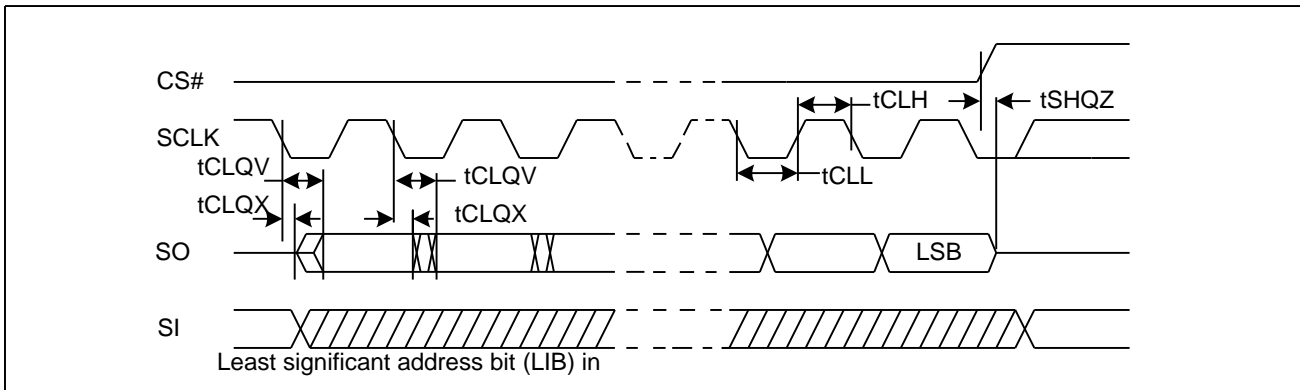 CS#
tCLH
tSHQZ
SCLK
tCLQV
tCLQV
tCLL
tCLQX
tCLQX
SO
LSB
SI
Least significant address bit (LIB) in